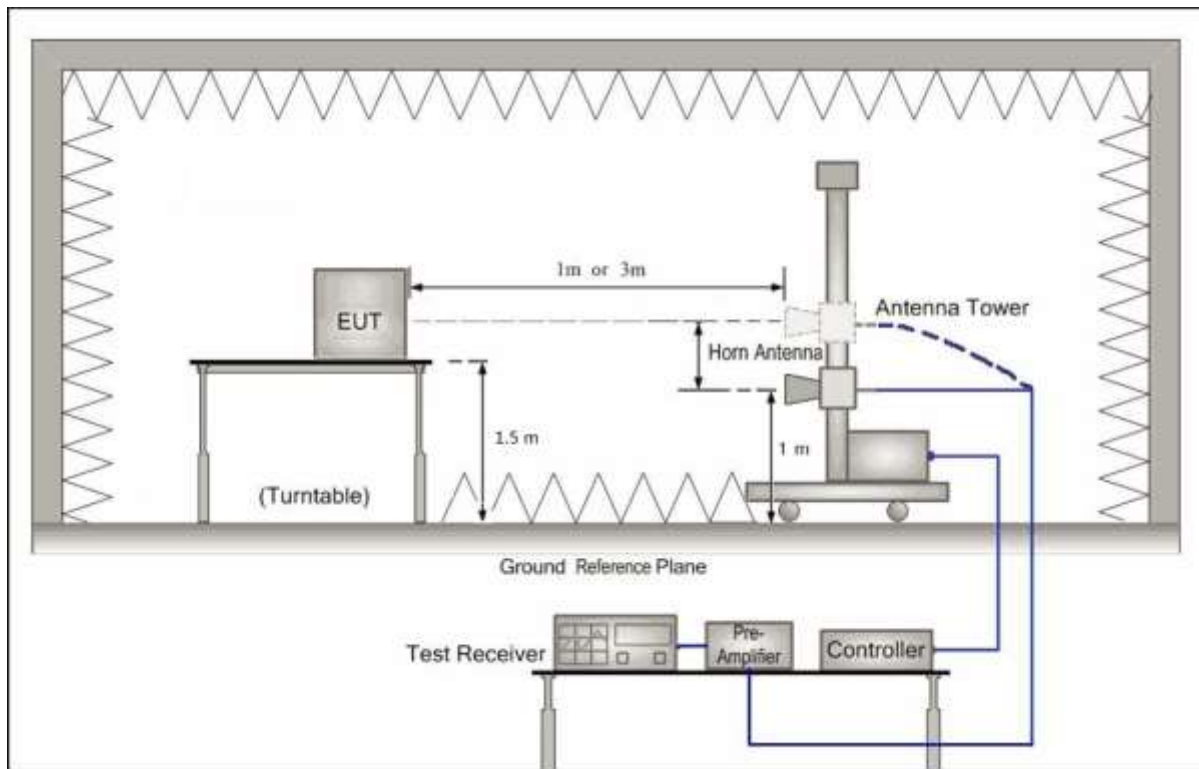 1m or 3m
EUT
Antenna Tower
Horn Antenna
1.5 m
1 m
(Turntable)
Ground Reference Plane
Test Receiver
Pre-
Amplifier
Controller